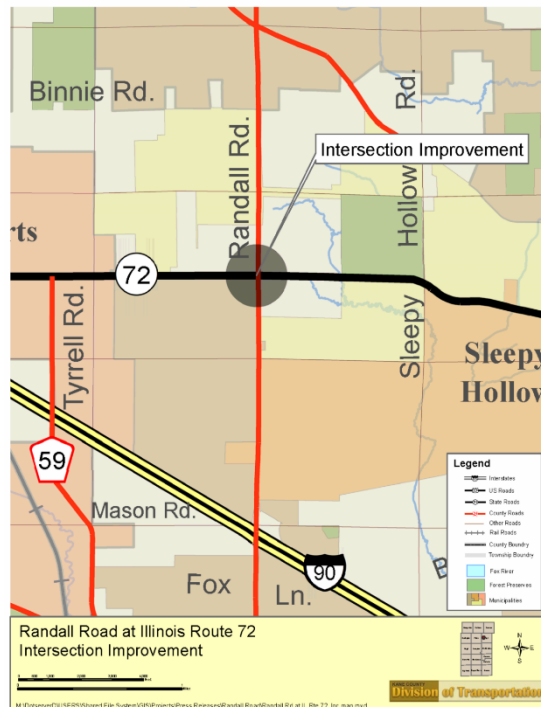 Binnie Rd.
Randall Rd.
Hollow Rd.
Intersection Improvement
rts
72
Tyrrell Rd.
Sleepy
Sleepy
Hollow
59
Mason Rd.
90
Fox Ln.
Legend
Interstates
US Roads
State Roads
County Roads
Other Roads
Rail Roads
County Boundry
Township Boundry
Fox River
Forest Preserves
Municipalities
Randall Road at Illinois Route 72
Intersection Improvement
N
W E
S
Division of Transportation